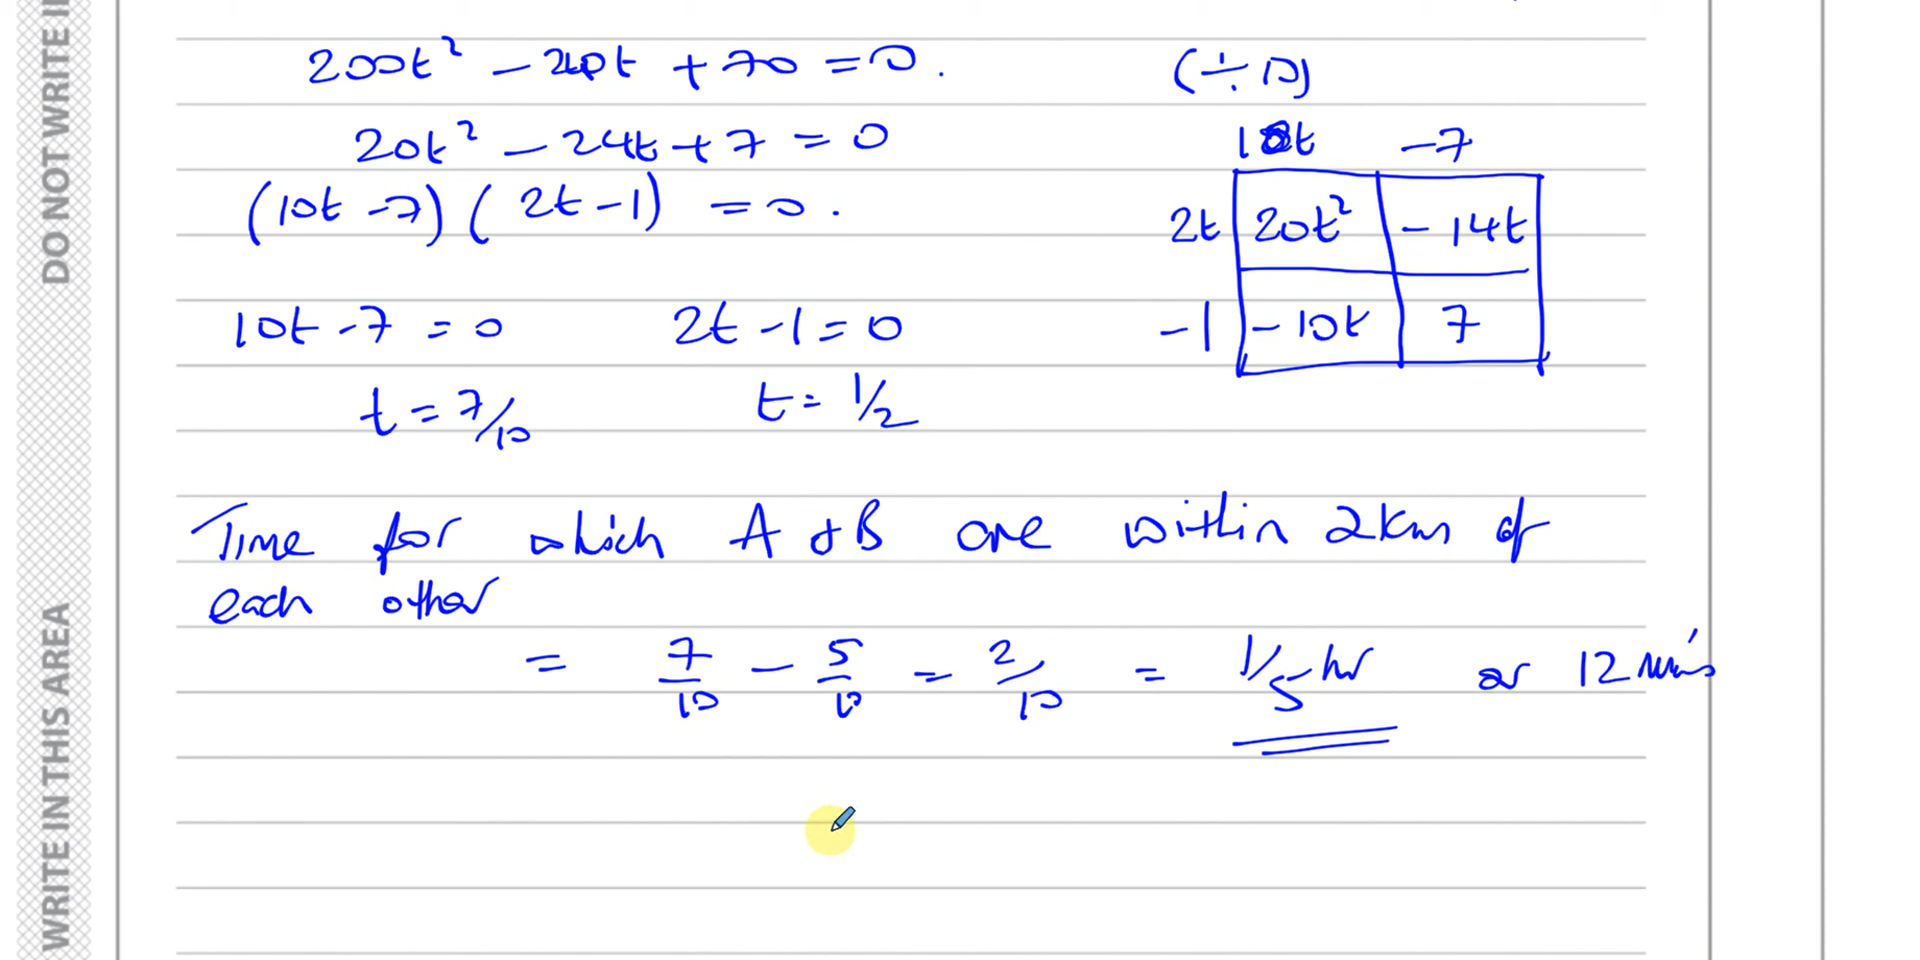 200t² - 240t + 70 = 0. (÷10)
20t² - 24t + 7 = 0
(10t - 7)(2t - 1) = 0.
10t -7
2t 20t² -14t
-1 -10t 7
10t - 7 = 0 2t - 1 = 0
t = 7/10 t = 1/2
Time for which A & B are within 2km of
each other
= 7/10 - 5/10 = 2/10 = 1/5 hr or 12 mins
DO NOT WRITE I
WRITE IN THIS AREA